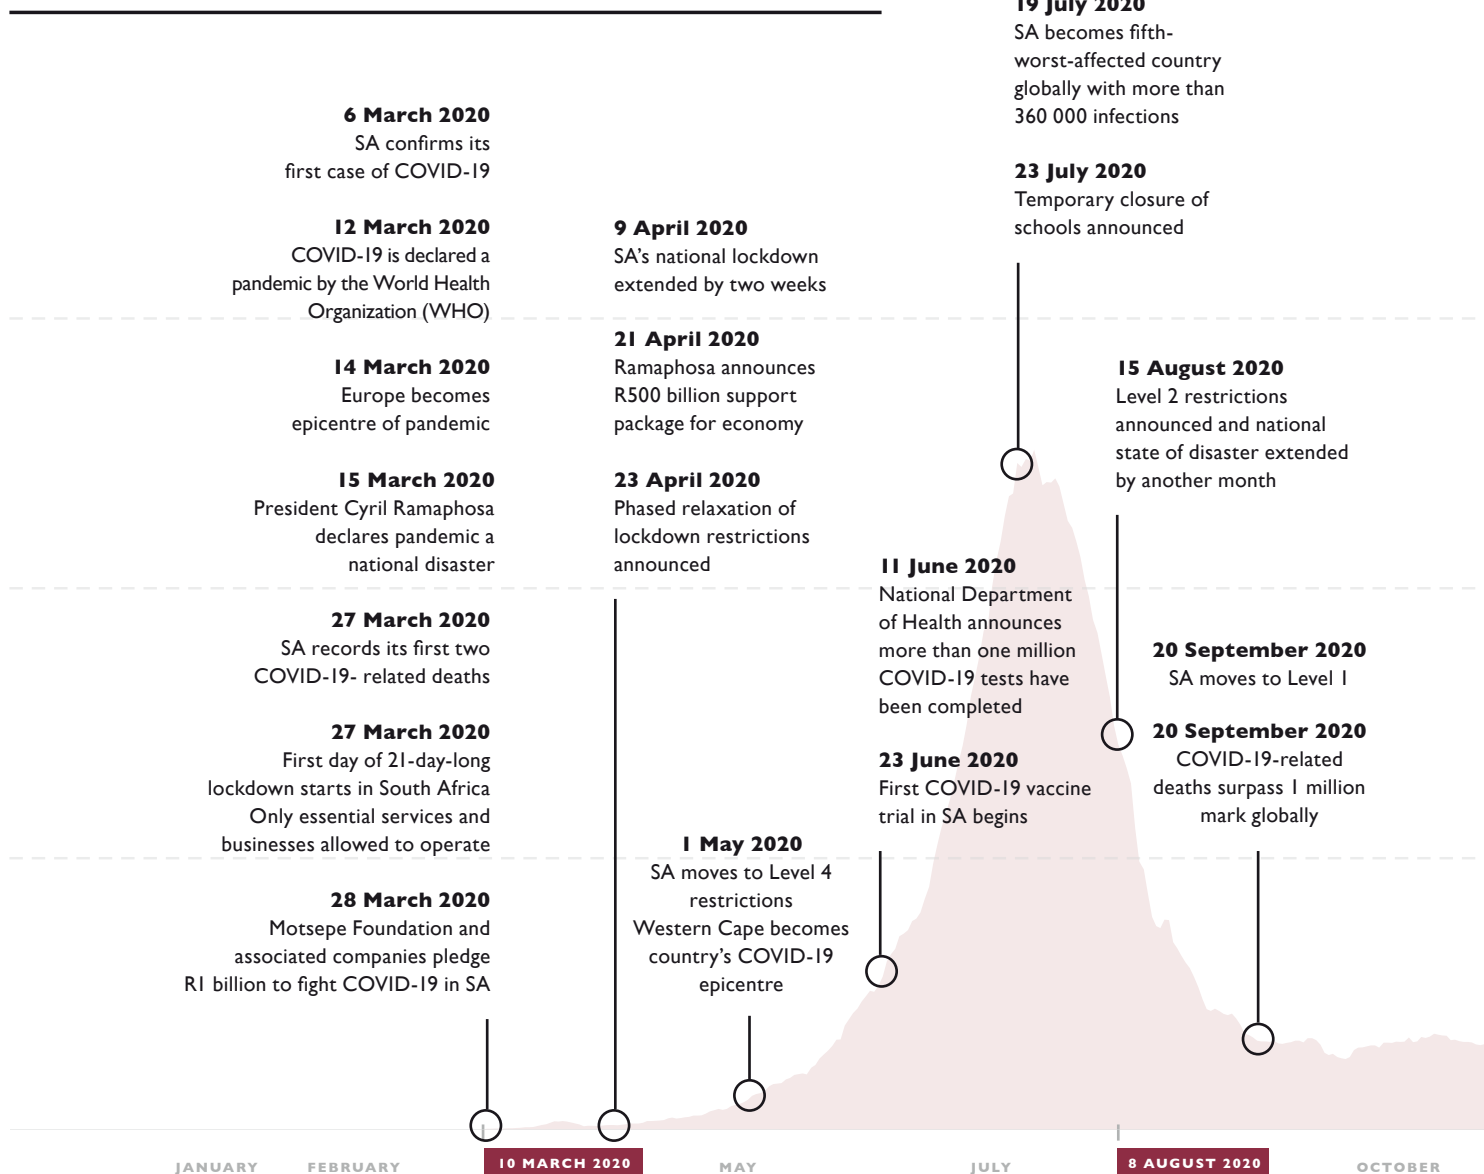 6 March 2020
SA confirms its
first case of COVID-19
12 March 2020
COVID-19 is declared a
pandemic by the World Health
Organization (WHO)
14 March 2020
Europe becomes
epicentre of pandemic
15 March 2020
President Cyril Ramaphosa
declares pandemic a
national disaster
27 March 2020
SA records its first two
COVID-19- related deaths
27 March 2020
First day of 21-day-long
lockdown starts in South Africa
Only essential services and
businesses allowed to operate
28 March 2020
Motsepe Foundation and
associated companies pledge
R1 billion to fight COVID-19 in SA
9 April 2020
SA's national lockdown
extended by two weeks
21 April 2020
Ramaphosa announces
R500 billion support
package for economy
23 April 2020
Phased relaxation of
lockdown restrictions
announced
1 May 2020
SA moves to Level 4
restrictions
Western Cape becomes
country's COVID-19
epicentre
11 June 2020
National Department
of Health announces
more than one million
COVID-19 tests have
been completed
23 June 2020
First COVID-19 vaccine
trial in SA begins
19 July 2020
SA becomes fifth-
worst-affected country
globally with more than
360 000 infections
23 July 2020
Temporary closure of
schools announced
15 August 2020
Level 2 restrictions
announced and national
state of disaster extended
by another month
20 September 2020
SA moves to Level 1
20 September 2020
COVID-19-related
deaths surpass 1 million
mark globally
JANUARY
FEBRUARY
10 MARCH 2020
MAY
JULY
8 AUGUST 2020
OCTOBER